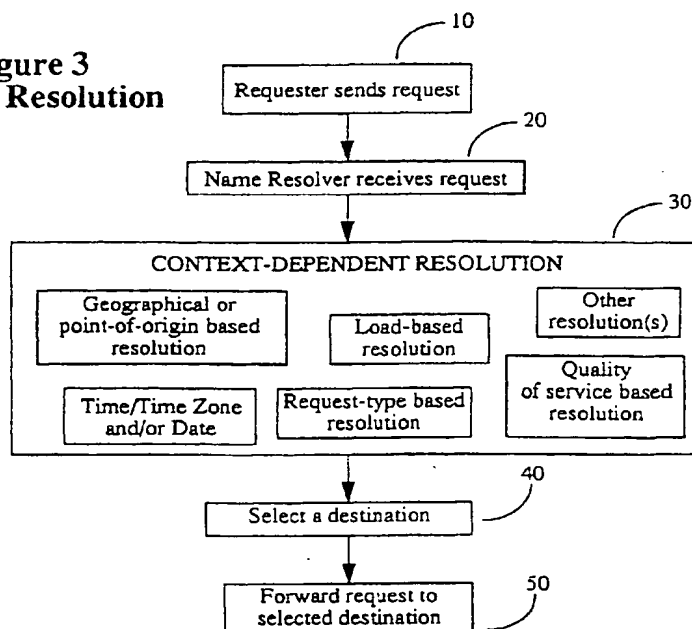 gure 3
Resolution
10
Requester sends request
20
Name Resolver receives request
30
CONTEXT-DEPENDENT RESOLUTION
Geographical or
point-of-origin based
resolution
Load-based
resolution
Other
resolution(s)
Time/Time Zone
and/or Date
Request-type based
resolution
Quality
of service based
resolution
40
Select a destination
50
Forward request to
selected destination